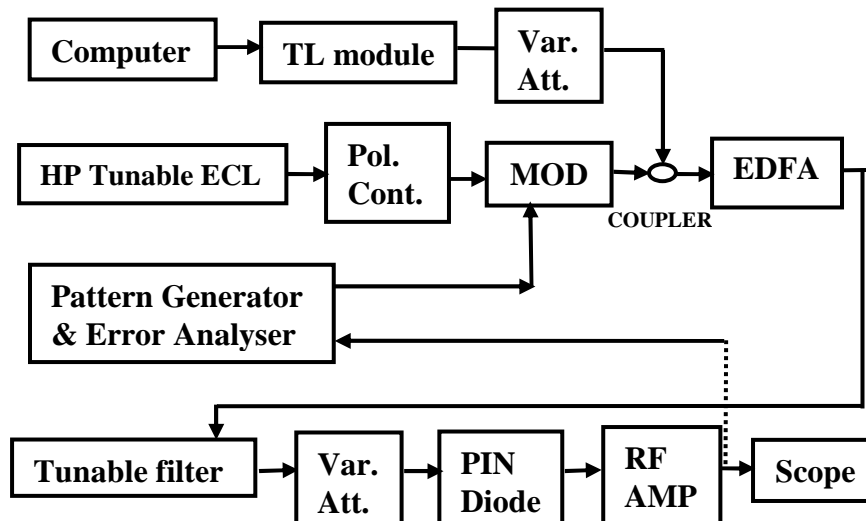 Computer
TL module
Var.
Att.
HP Tunable ECL
Pol.
Cont.
MOD
COUPLER
EDFA
Pattern Generator
& Error Analyser
Tunable filter
Var.
Att.
PIN
Diode
RF
AMP
Scope